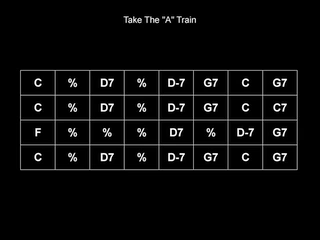 Take The "A" Train
C % D7 % D-7 G7 C G7
C % D7 % D-7 G7 C C7
F % % % D7 % D-7 G7
C % D7 % D-7 G7 C G7